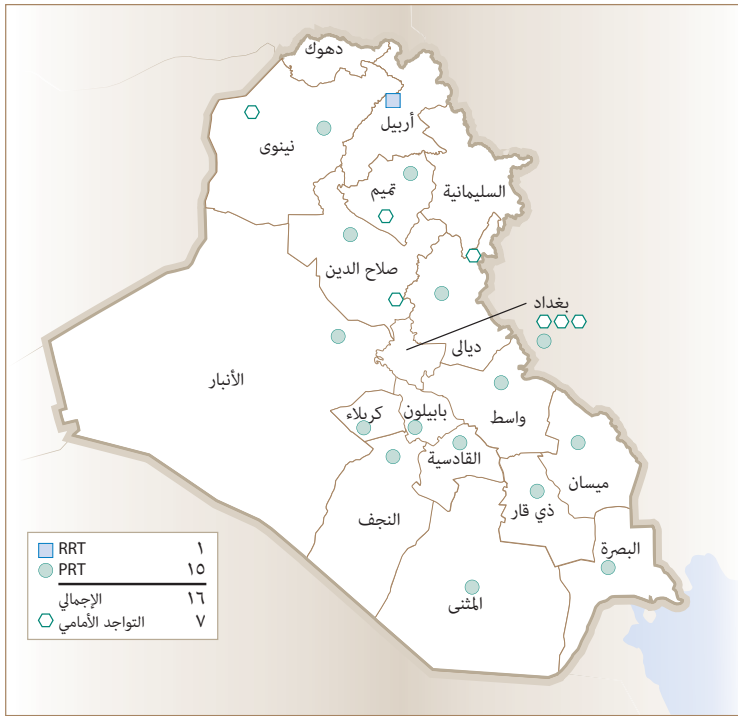 دهوك
أربيل
نينوى
السليمانية
تميم
صلاح الدين
بغداد
ديالى
الأنبار
بابيلون
كربلاء
واسط
القادسية
ميسان
ذي قار
النجف
البصرة
المثنى
RRT ١
PRT ١٥
الإجمالي ١٦
التواجد الأمامي ٧